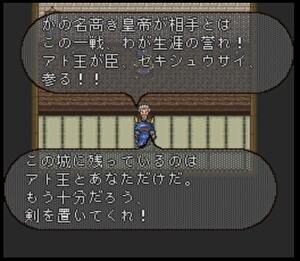 かの名高き皇帝が相手とは
この一戦、わが生涯の誉れ！
アト王が臣、セキシュウサイ、
参る！！
この城に残っているのは
アト王とあなただけだ。
もう十分だろう、
剣を置いてくれ！